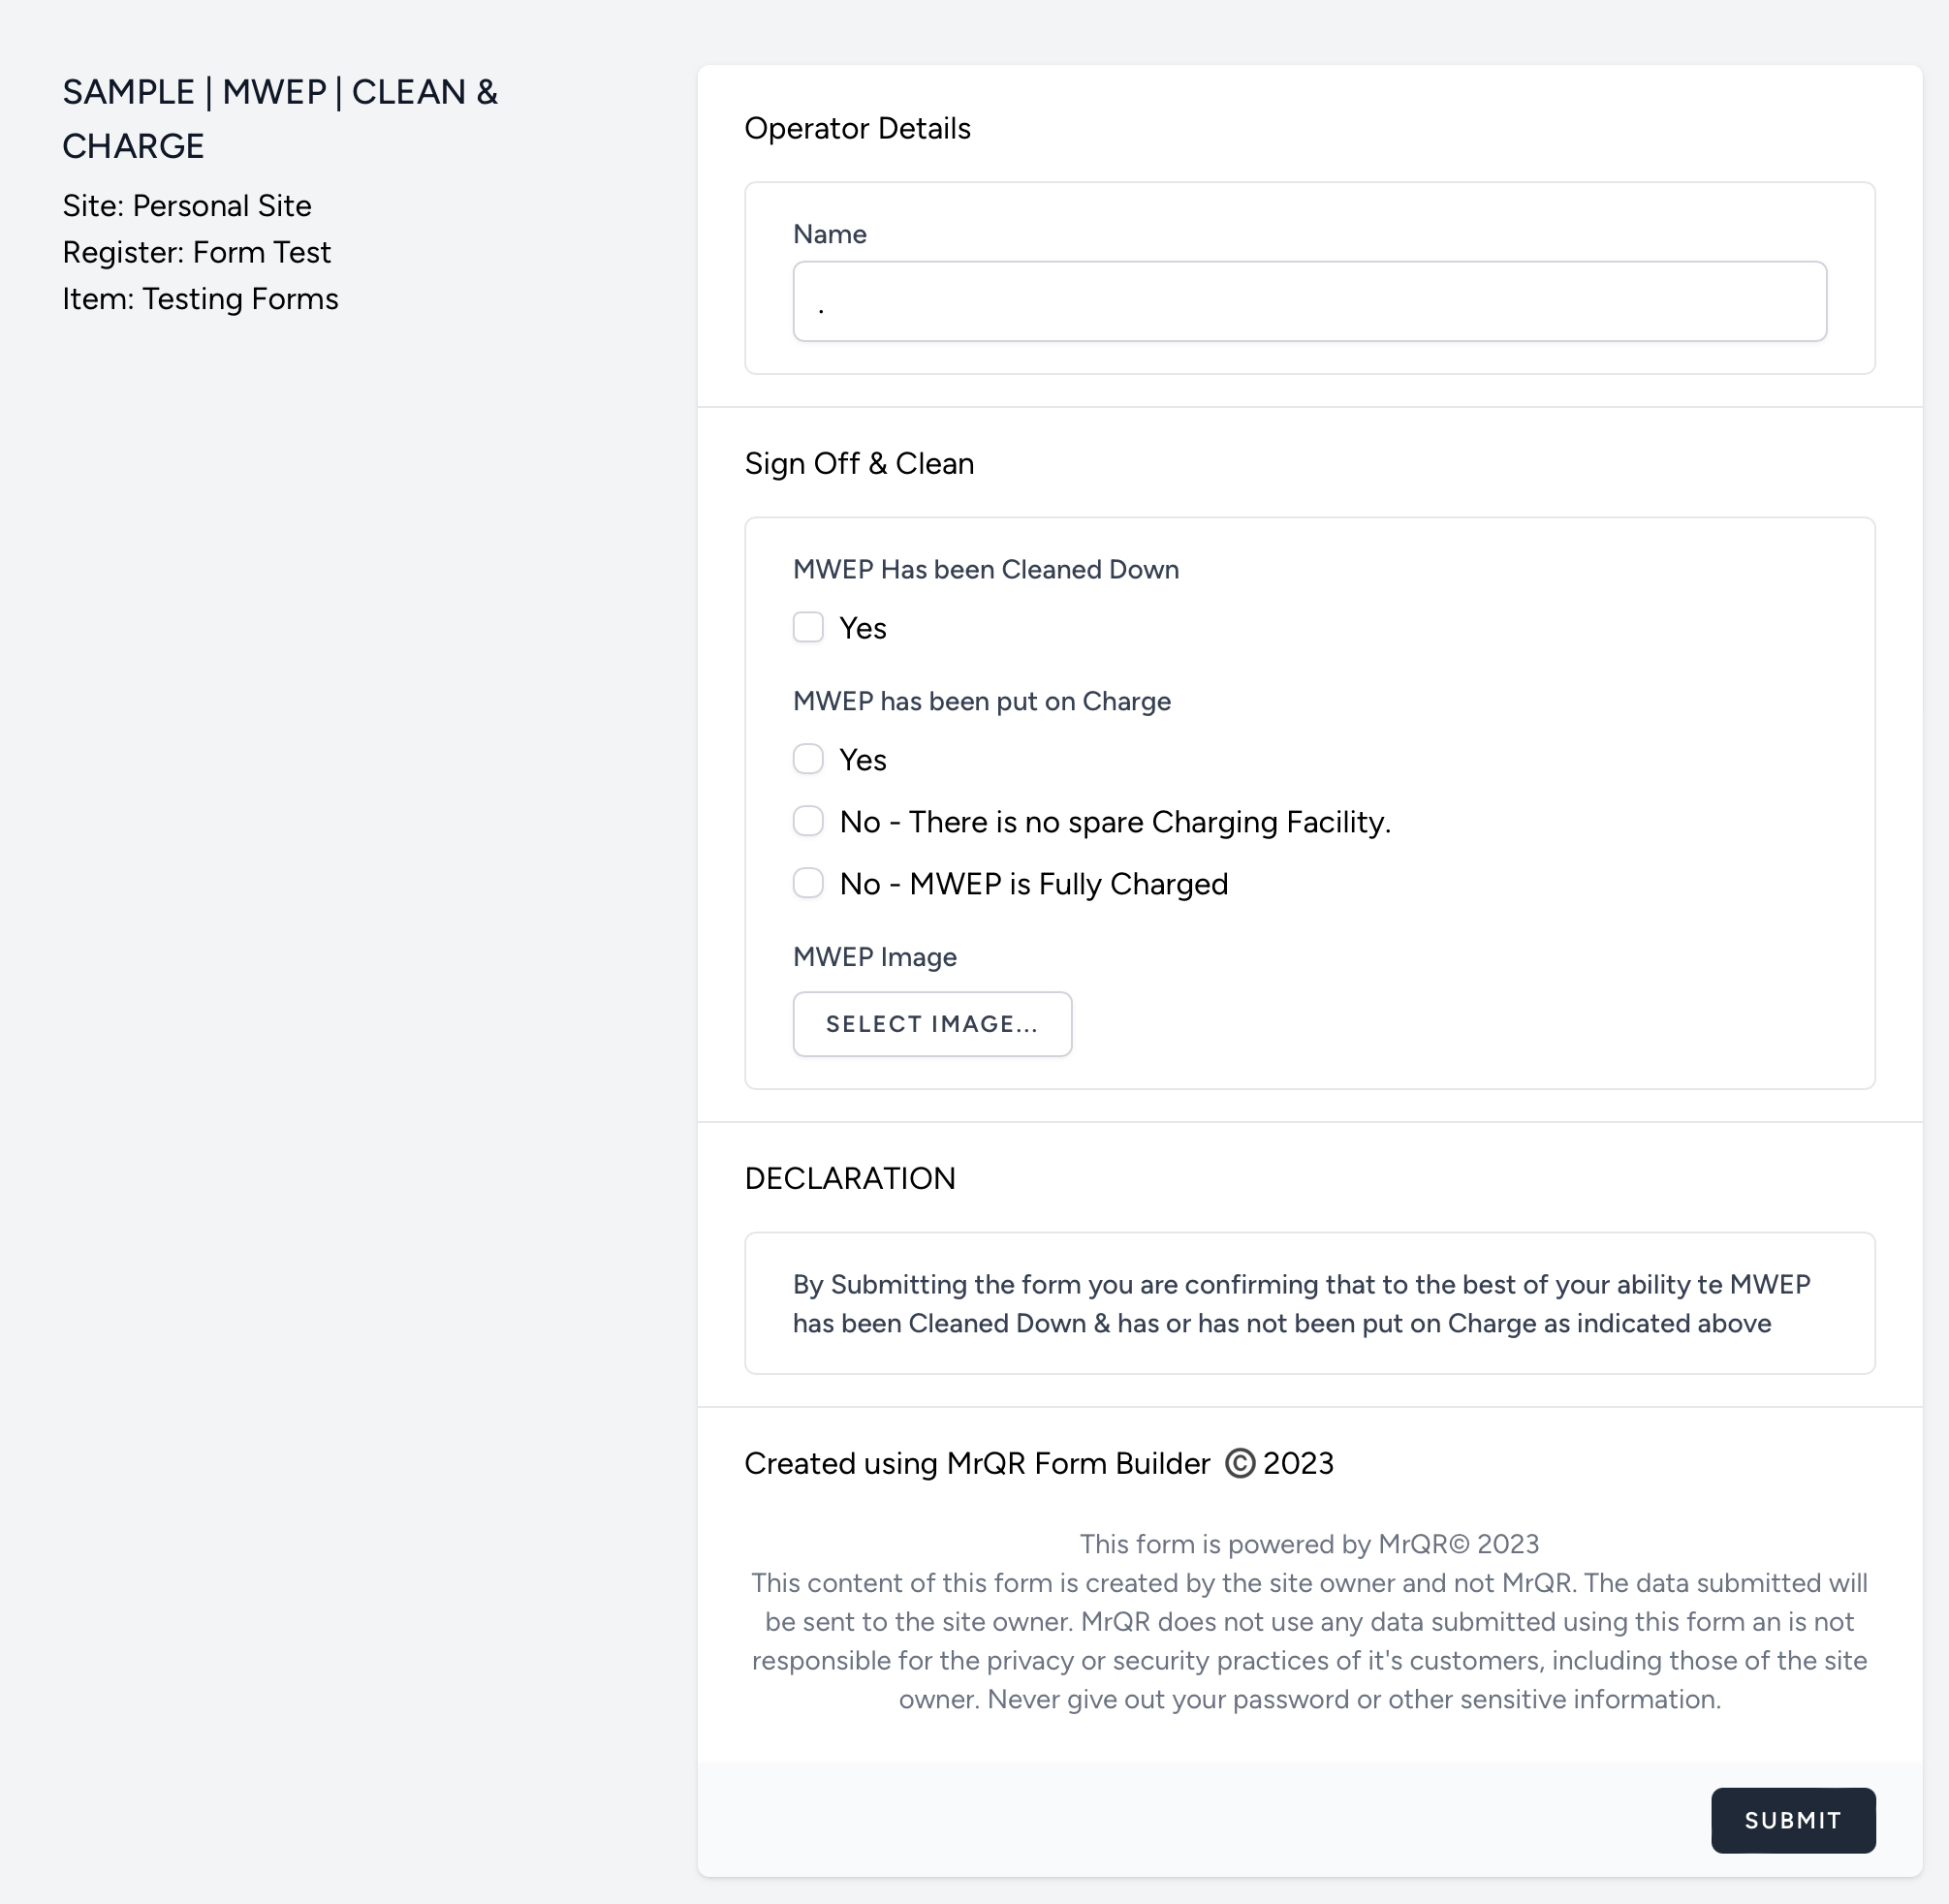 SAMPLE | MWEP | CLEAN &
CHARGE
Site: Personal Site
Register: Form Test
Item: Testing Forms
Operator Details
Name
.
Sign Off & Clean
MWEP Has been Cleaned Down
Yes
MWEP has been put on Charge
Yes
No - There is no spare Charging Facility.
No - MWEP is Fully Charged
MWEP Image
SELECT IMAGE...
DECLARATION
By Submitting the form you are confirming that to the best of your ability te MWEP
has been Cleaned Down & has or has not been put on Charge as indicated above
Created using MrQR Form Builder © 2023
This form is powered by MrQR© 2023
This content of this form is created by the site owner and not MrQR. The data submitted will
be sent to the site owner. MrQR does not use any data submitted using this form an is not
responsible for the privacy or security practices of it's customers, including those of the site
owner. Never give out your password or other sensitive information.
SUBMIT